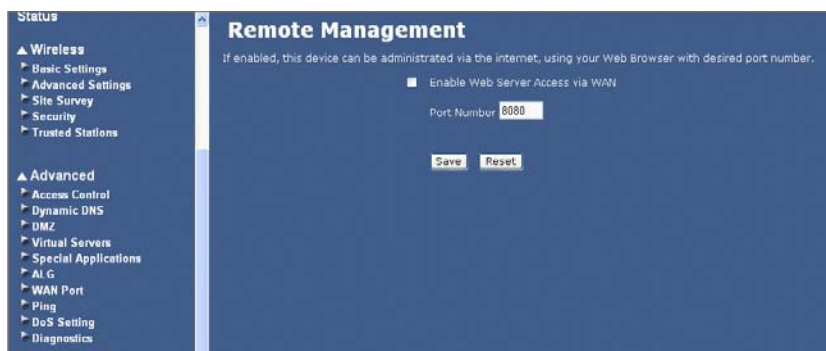 Status
Wireless
Basic Settings
Advanced Settings
Site Survey
Security
Trusted Stations
Advanced
Access Control
Dynamic DNS
DMZ
Virtual Servers
Special Applications
ALG
WAN Port
Ping
DoS Setting
Diagnostics
Remote Management
If enabled, this device can be administrated via the internet, using your Web Browser with desired port number.
Enable Web Server Access via WAN
Port Number 8080
Save Reset